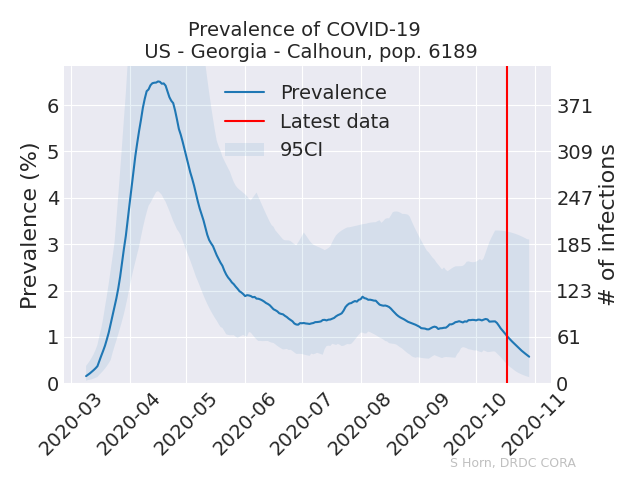 Prevalence of COVID-19
US - Georgia - Calhoun, pop. 6189
Prevalence
Latest data
95CI
Prevalence (%)
6
5
4
3
2
1
0
371
309
247
185
123
61
0
# of infections
2020-03
2020-04
2020-05
2020-06
2020-07
2020-08
2020-09
2020-10
2020-11
S Horn, DRDC CORA